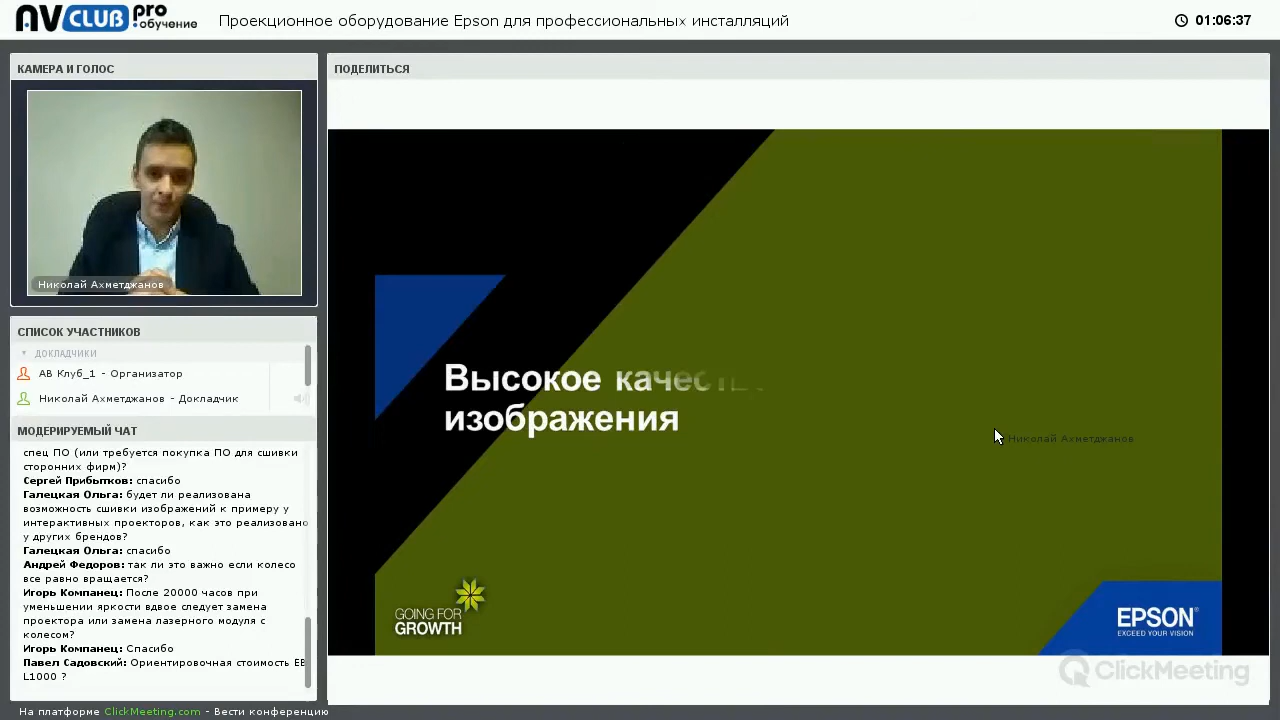 AV CLUB pro :обучение
Проекционное оборудование Epson для профессиональных инсталляций
01:06:37
КАМЕРА И ГОЛОС
Николай Ахметджанов
СПИСОК УЧАСТНИКОВ
ДОКЛАДЧИКИ
АВ Клуб_1 - Организатор
Николай Ахметджанов - Докладчик
МОДЕРИРУЕМЫЙ ЧАТ
спец ПО (или требуется покупка ПО для сшивки
сторонних фирм)?
Сергей Прибытков: спасибо
Галецкая Ольга: будет ли реализована
возможность сшивки изображений к примеру у
интерактивных проекторов, как это реализовано
у других брендов?
Галецкая Ольга: спасибо
Андрей Федоров: так ли это важно если колесо
все равно вращается?
Игорь Компанец: После 20000 часов при
уменьшении яркости вдвое следует замена
проектора или замена лазерного модуля с
колесом?
Игорь Компанец: Спасибо
Павел Садовский: Ориентировочная стоимость EB
L1000 ?
На платформе ClickMeeting.com - Вести конференцию
ПОДЕЛИТЬСЯ
Высокое качество
изображения
Николай Ахметджанов
GOING FOR
GROWTH
EPSON®
EXCEED YOUR VISION
ClickMeeting